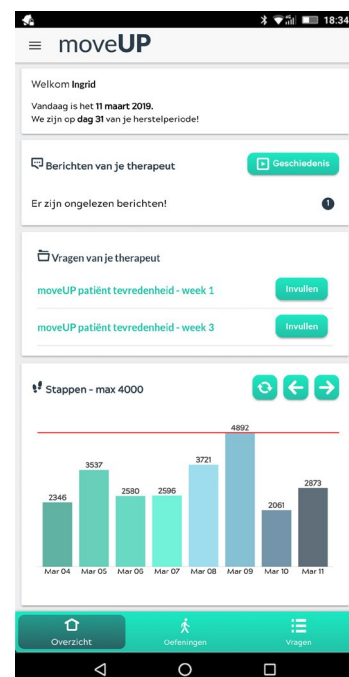 18:34
moveUP
Welkom Ingrid
Vandaag is het 11 maart 2019.
We zijn op dag 31 van je herstelperiode!
Berichten van je therapeut
Geschiedenis
Er zijn ongelezen berichten!
1
Vragen van je therapeut
moveUP patiënt tevredenheid - week 1
Invullen
moveUP patiënt tevredenheid - week 3
Invullen
Stappen - max 4000
2346 3537 2580 2596 3721 4892 2061 2873
Mar 04 Mar 05 Mar 06 Mar 07 Mar 08 Mar 09 Mar 10 Mar 11
Overzicht Oefeningen Vragen